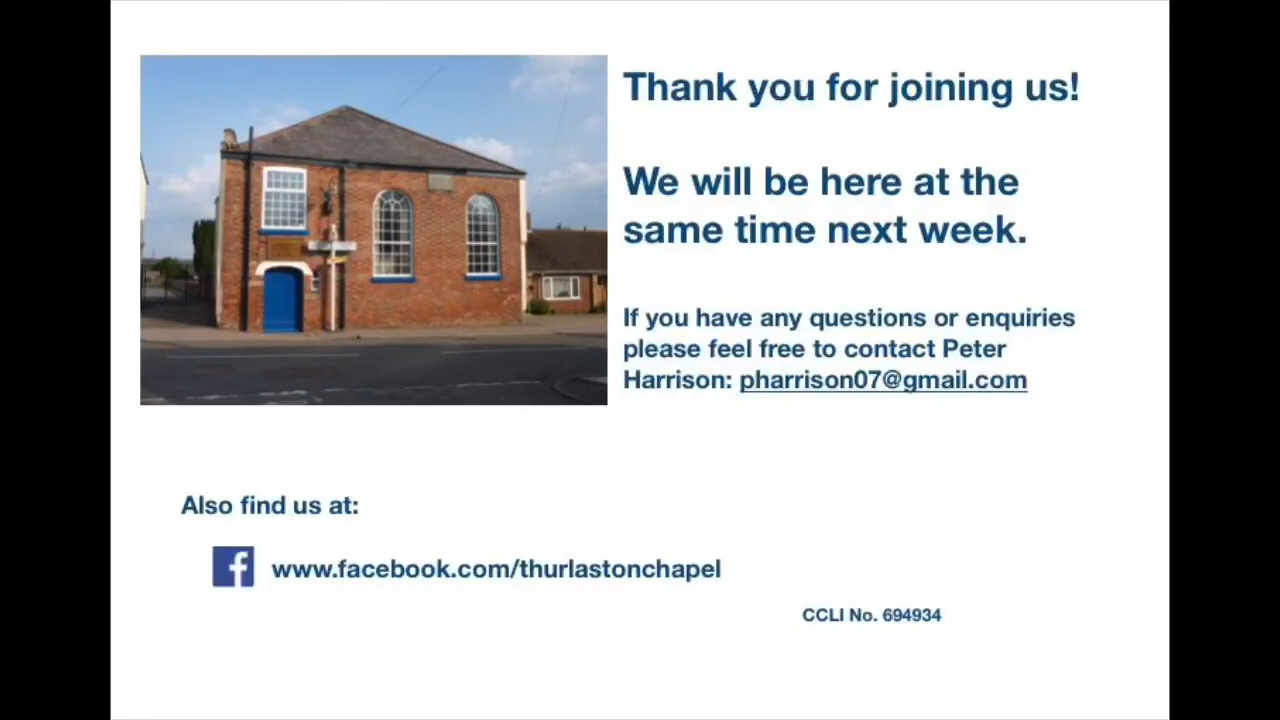 Thank you for joining us!
We will be here at the
same time next week.
If you have any questions or enquiries
please feel free to contact Peter
Harrison: pharrison07@gmail.com
Also find us at:
www.facebook.com/thurlastonchapel
CCLI No. 694934